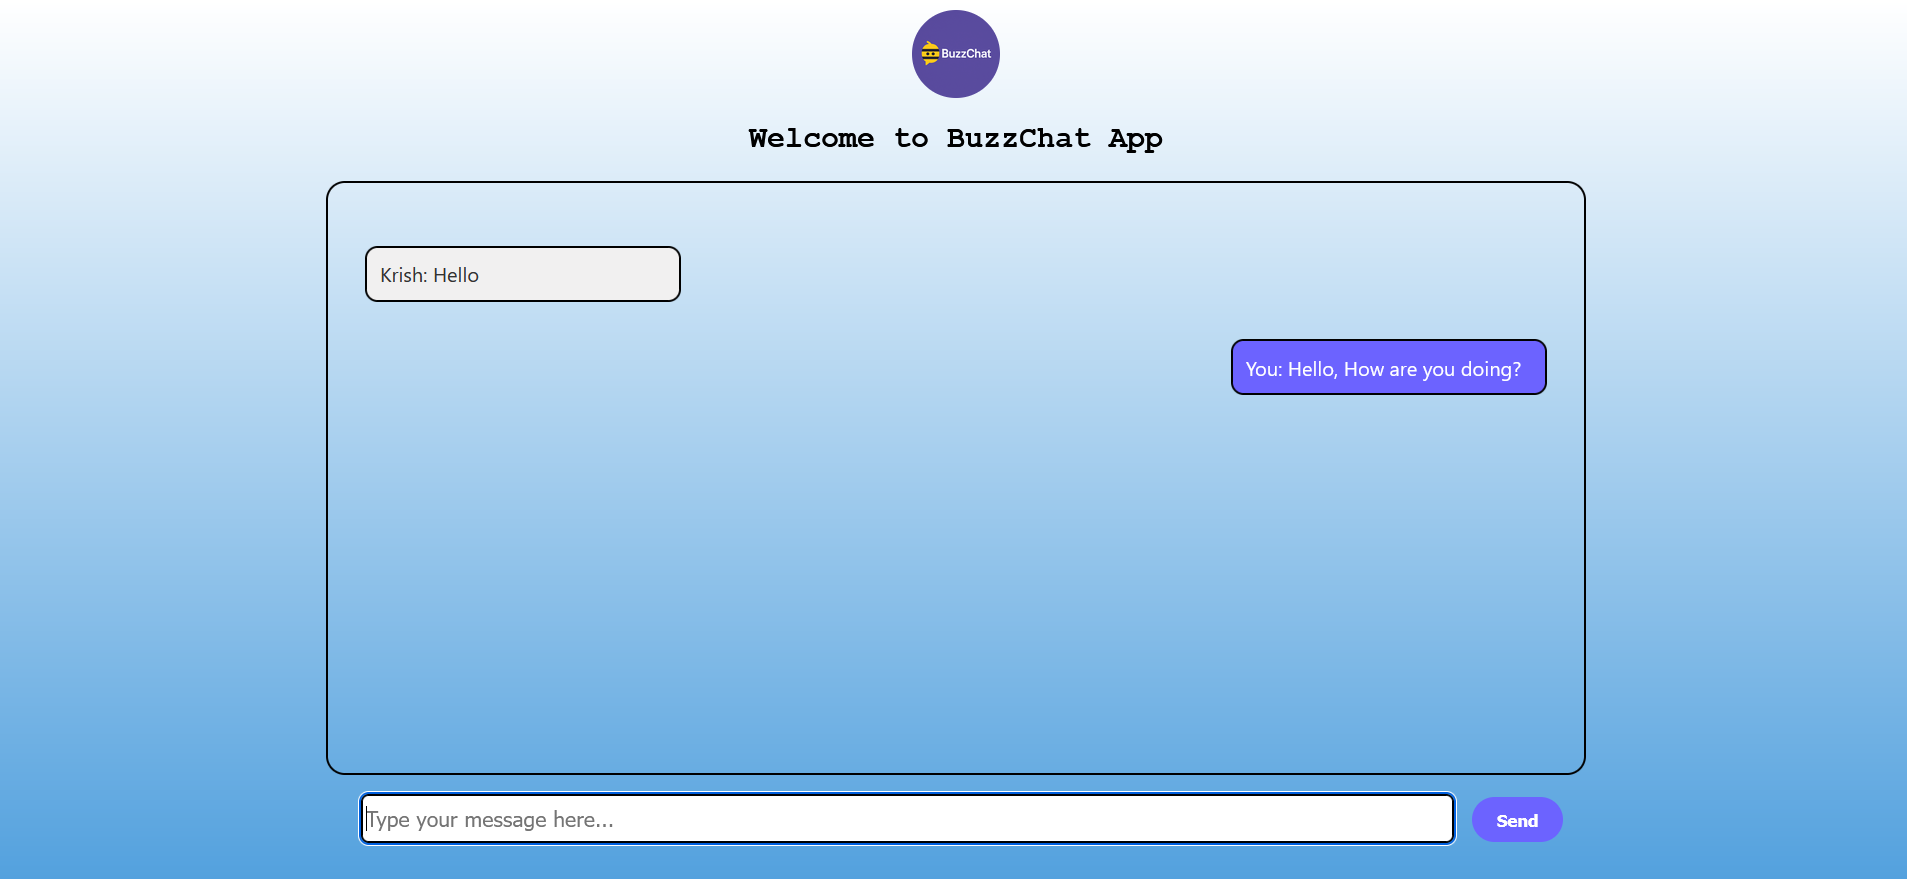 BuzzChat
Welcome to BuzzChat App
Krish: Hello
You: Hello, How are you doing?
Type your message here...
Send